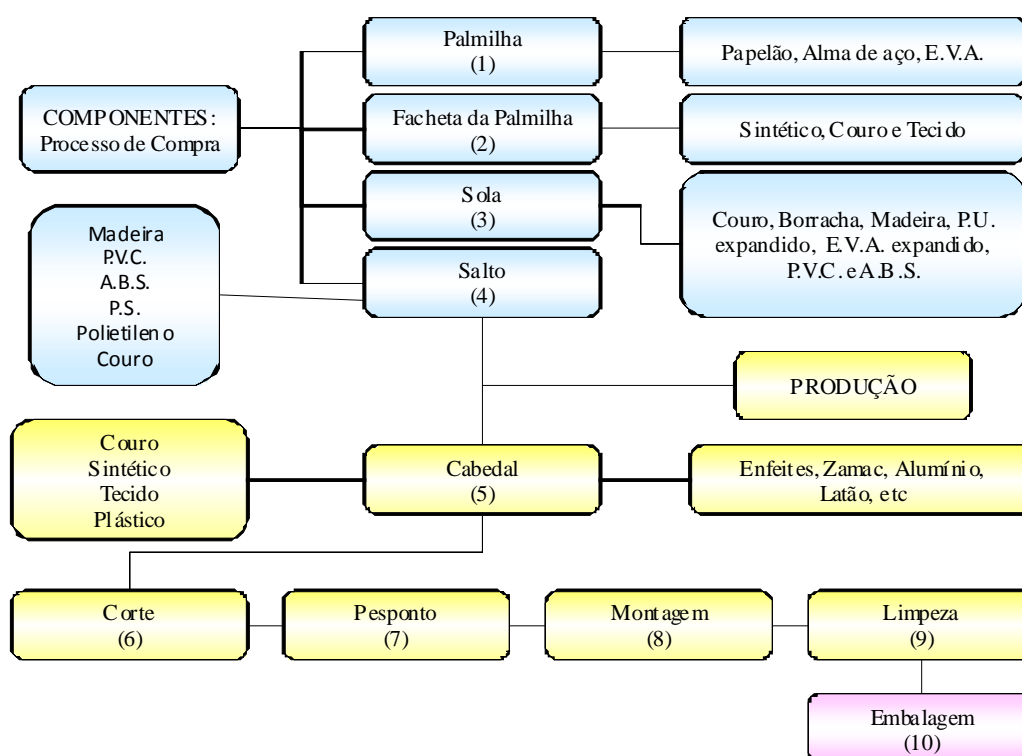 Palmilha
(1)
Papelão, Alma de aço, E.V.A.
COMPONENTES:
Processo de Compra
Facheta da Palmilha
(2)
Sintético, Couro e Tecido
Sola
(3)
Couro, Borracha, Madeira, P.U.
expandido, E.V.A. expandido,
P.V.C. e A.B.S.
Madeira
P.V.C.
A.B.S.
P.S.
Polietileno
Couro
Salto
(4)
PRODUÇÃO
Couro
Sintético
Tecido
Plástico
Cabedal
(5)
Enfeites, Zamac, Alumínio,
Latão, etc
Corte
(6)
Pesponto
(7)
Montagem
(8)
Limpeza
(9)
Embalagem
(10)